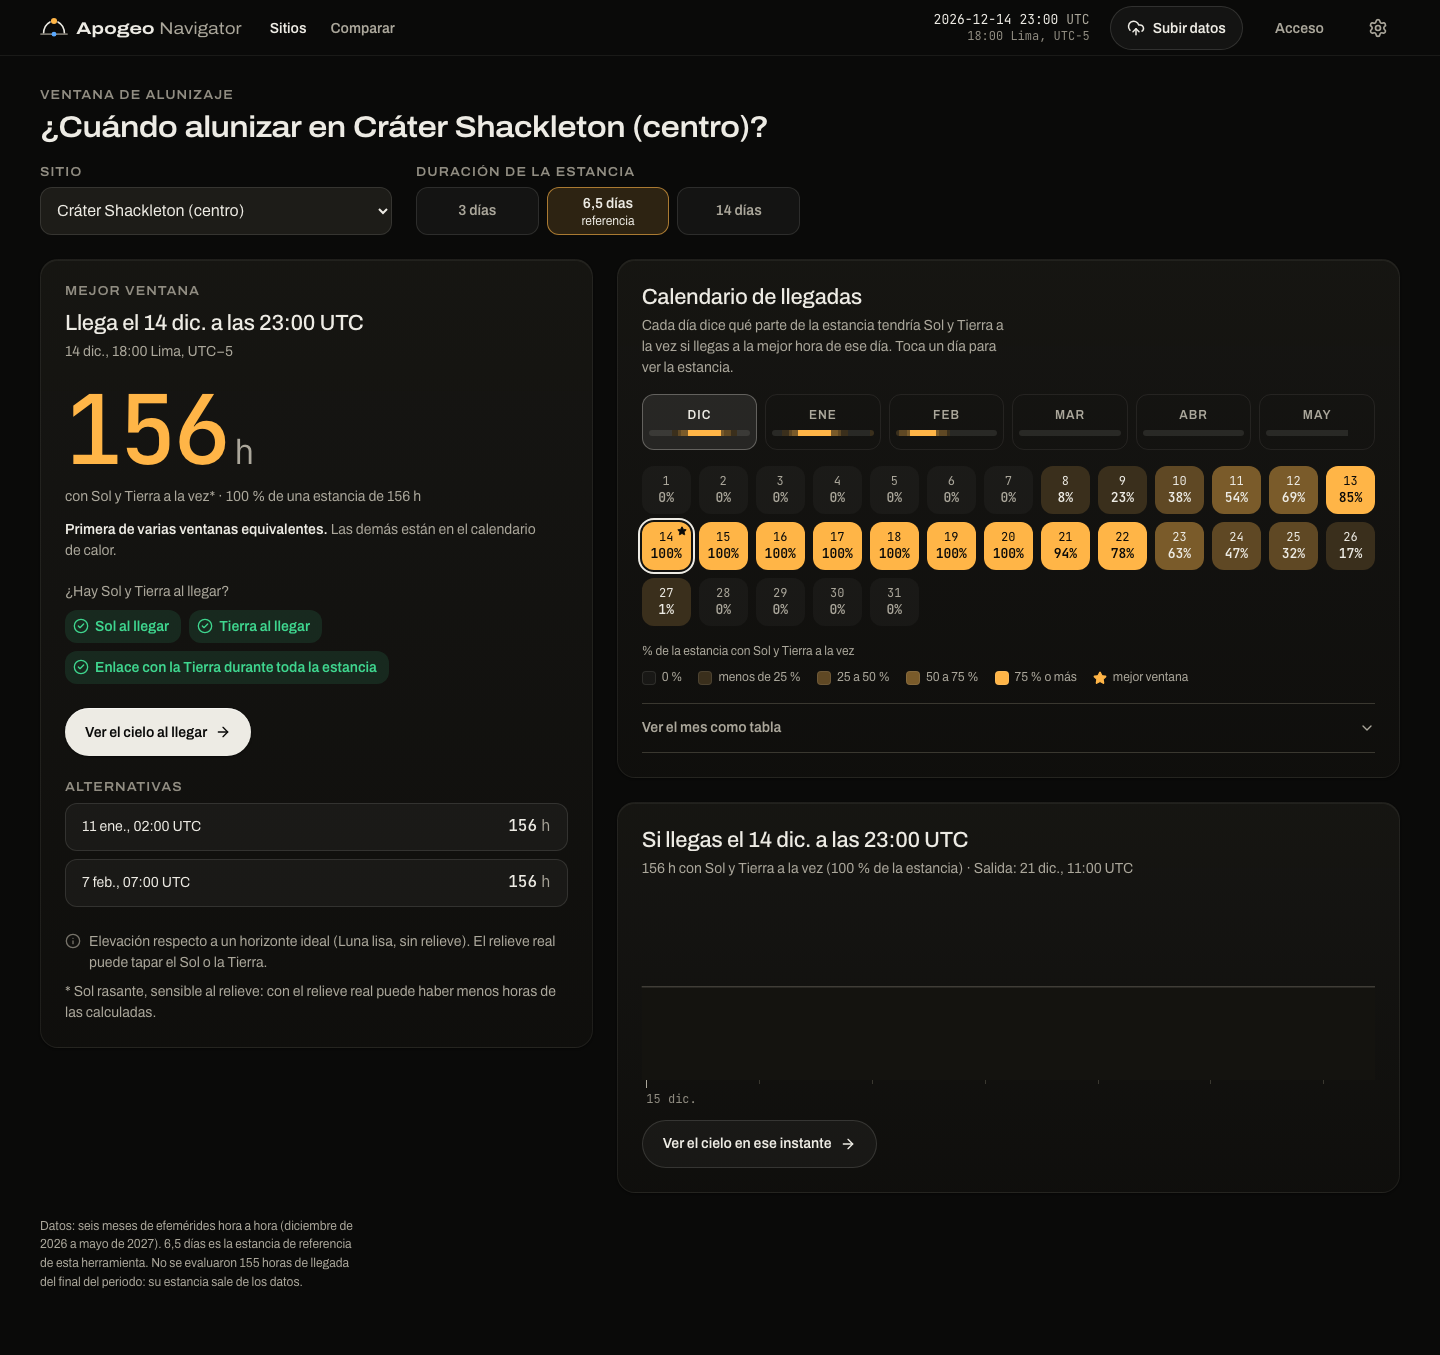 Apogeo Navigator
Sitios
Comparar
2026-12-14 23:00 UTC
18:00 Lima, UTC-5
Subir datos
Acceso
VENTANA DE ALUNIZAJE
¿Cuándo alunizar en Cráter Shackleton (centro)?
SITIO
Cráter Shackleton (centro)
DURACIÓN DE LA ESTANCIA
3 días
6,5 días
referencia
14 días
MEJOR VENTANA
Llega el 14 dic. a las 23:00 UTC
14 dic., 18:00 Lima, UTC−5
156 h
con Sol y Tierra a la vez* · 100 % de una estancia de 156 h
Primera de varias ventanas equivalentes. Las demás están en el calendario
de calor.
¿Hay Sol y Tierra al llegar?
Sol al llegar
Tierra al llegar
Enlace con la Tierra durante toda la estancia
Ver el cielo al llegar
ALTERNATIVAS
11 ene., 02:00 UTC 156 h
7 feb., 07:00 UTC 156 h
Elevación respecto a un horizonte ideal (Luna lisa, sin relieve). El relieve real
puede tapar el Sol o la Tierra.
* Sol rasante, sensible al relieve: con el relieve real puede haber menos horas de
las calculadas.
Calendario de llegadas
Cada día dice qué parte de la estancia tendría Sol y Tierra a
la vez si llegas a la mejor hora de ese día. Toca un día para
ver la estancia.
DIC ENE FEB MAR ABR MAY
1 2 3 4 5 6 7 8 9 10 11 12 13
0% 0% 0% 0% 0% 0% 0% 8% 23% 38% 54% 69% 85%
14 15 16 17 18 19 20 21 22 23 24 25 26
100% 100% 100% 100% 100% 100% 100% 94% 78% 63% 47% 32% 17%
27 28 29 30 31
1% 0% 0% 0% 0%
% de la estancia con Sol y Tierra a la vez
0 % menos de 25 % 25 a 50 % 50 a 75 % 75 % o más mejor ventana
Ver el mes como tabla
Si llegas el 14 dic. a las 23:00 UTC
156 h con Sol y Tierra a la vez (100 % de la estancia) · Salida: 21 dic., 11:00 UTC
15 dic.
Ver el cielo en ese instante
Datos: seis meses de efemérides hora a hora (diciembre de
2026 a mayo de 2027). 6,5 días es la estancia de referencia
de esta herramienta. No se evaluaron 155 horas de llegada
del final del periodo: su estancia sale de los datos.